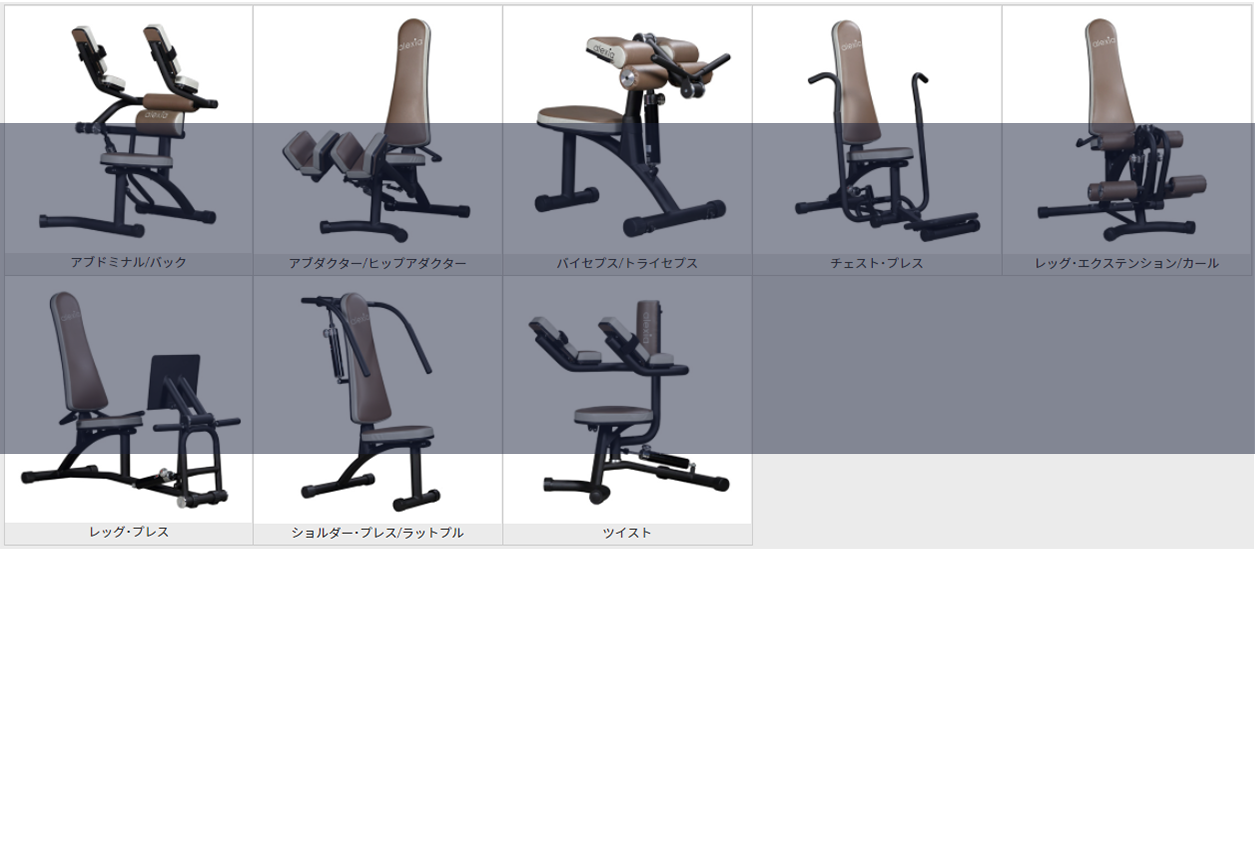 alexia
alexia
alexia
alexia
alexia
アブドミナル/バック
アブダクター/ヒップアダクター
バイセプス/トライセプス
チェスト・プレス
レッグ・エクステンション/カール
alexia
alexia
alexia
レッグ・プレス
ショルダー・プレス/ラットプル
ツイスト